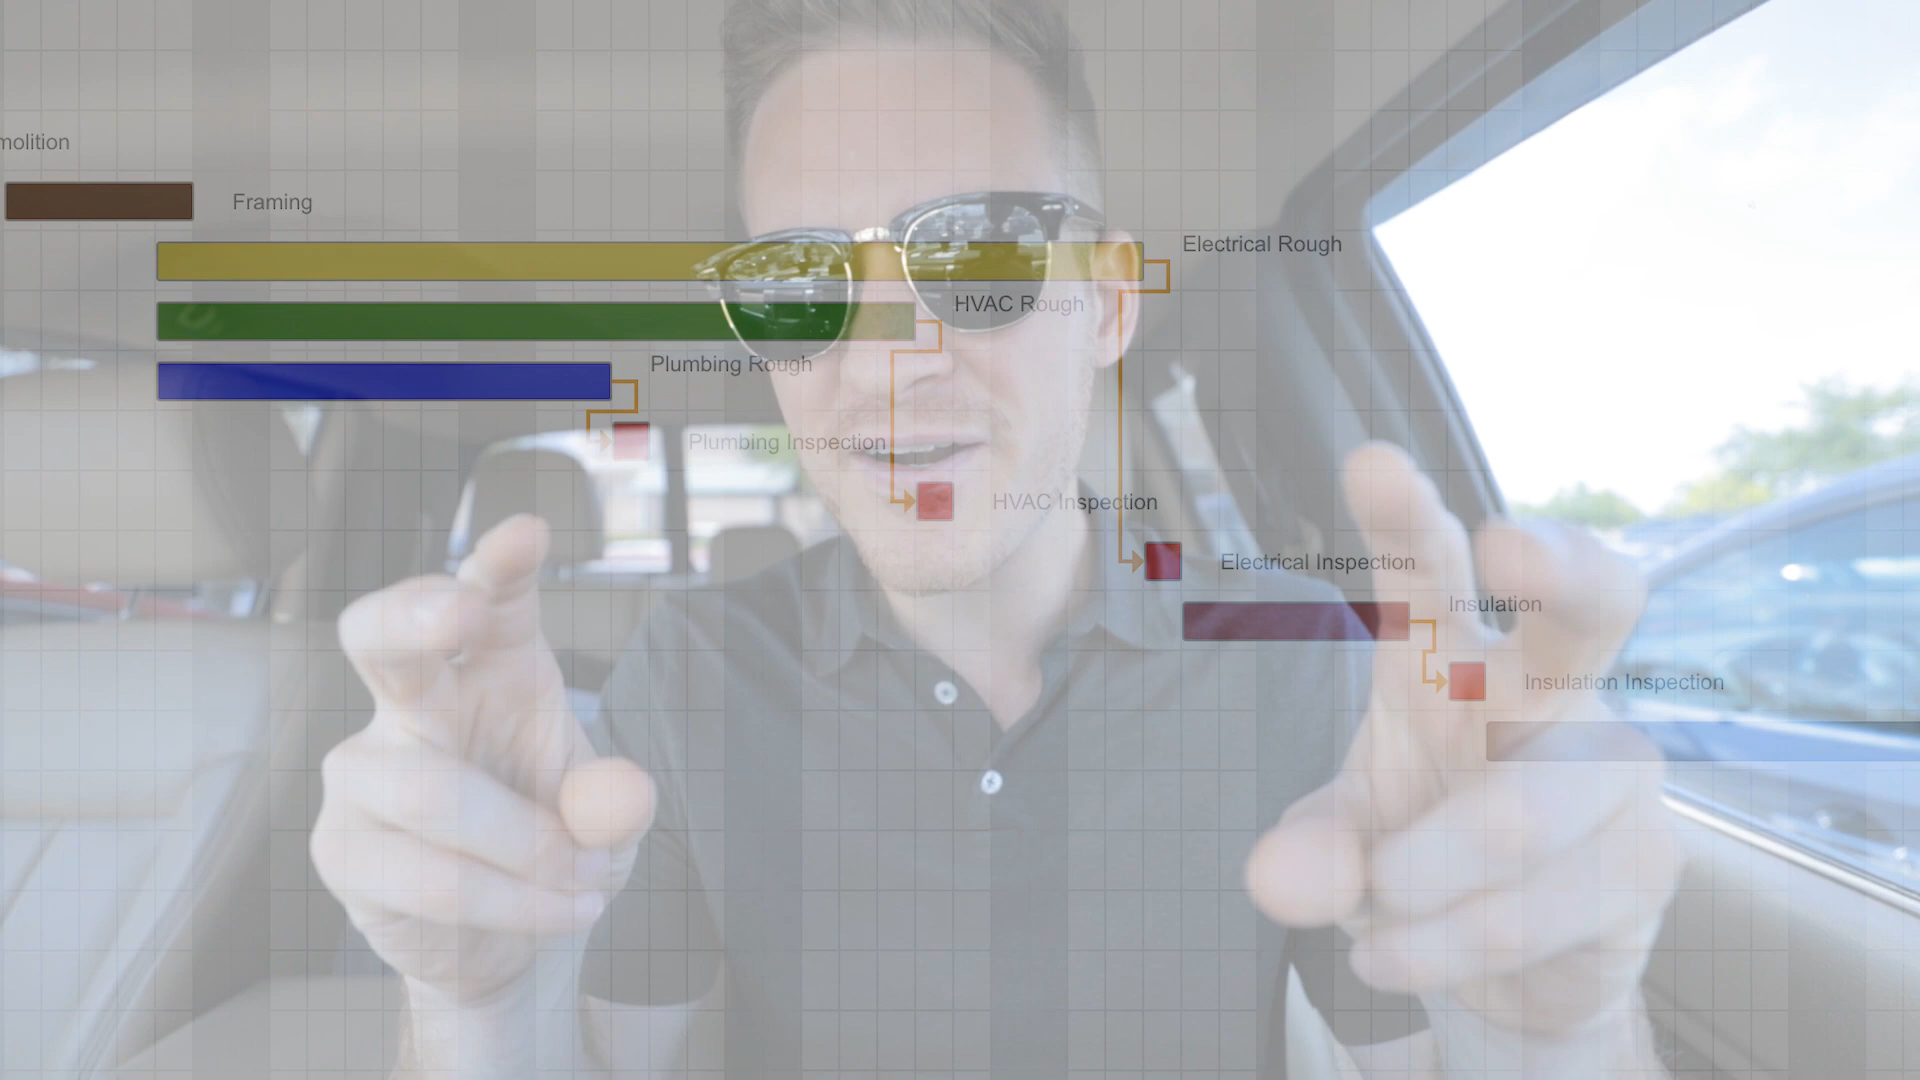 molition
Framing
Electrical Rough
HVAC Rough
Plumbing Rough
Plumbing Inspection
HVAC Inspection
Electrical Inspection
Insulation
Insulation Inspection